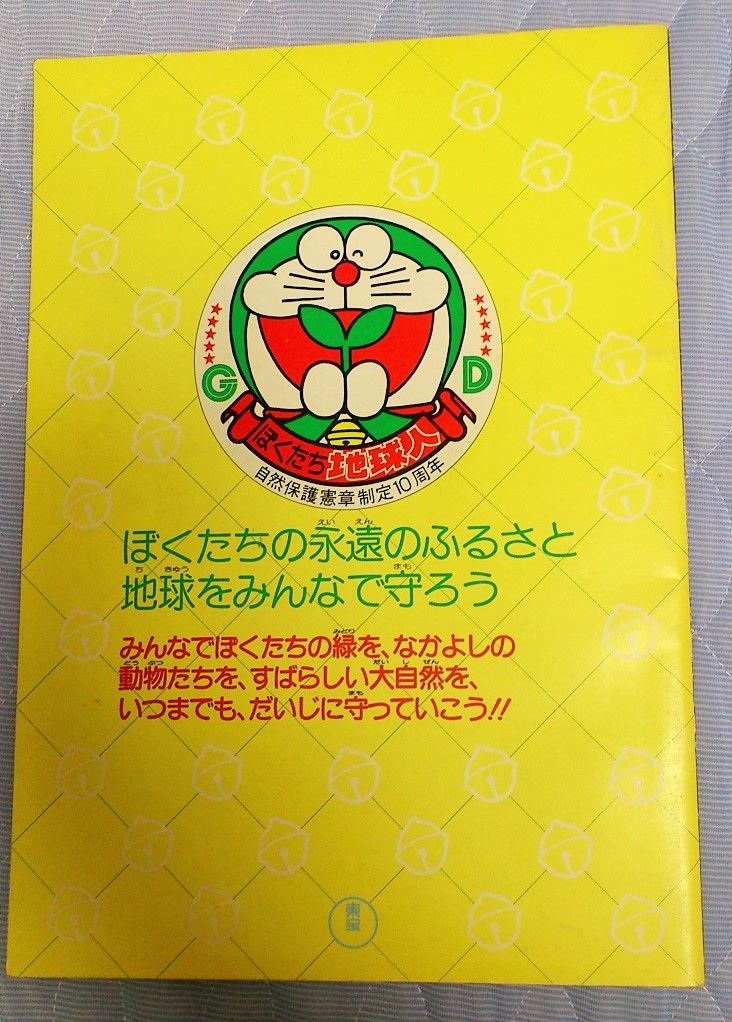 G D
ぼくたち地球人
自然保護憲章制定10周年
ぼくたちの永遠のふるさと
地球をみんなで守ろう
みんなでぼくたちの緑を、なかよしの
動物たちを、すばらしい大自然を、
いつまでも、だいじに守っていこう!!
東宝